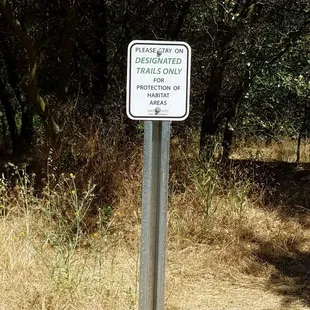 PLEASE STAY ON
DESIGNATED
TRAILS ONLY
FOR
PROTECTION OF
HABITAT
AREAS